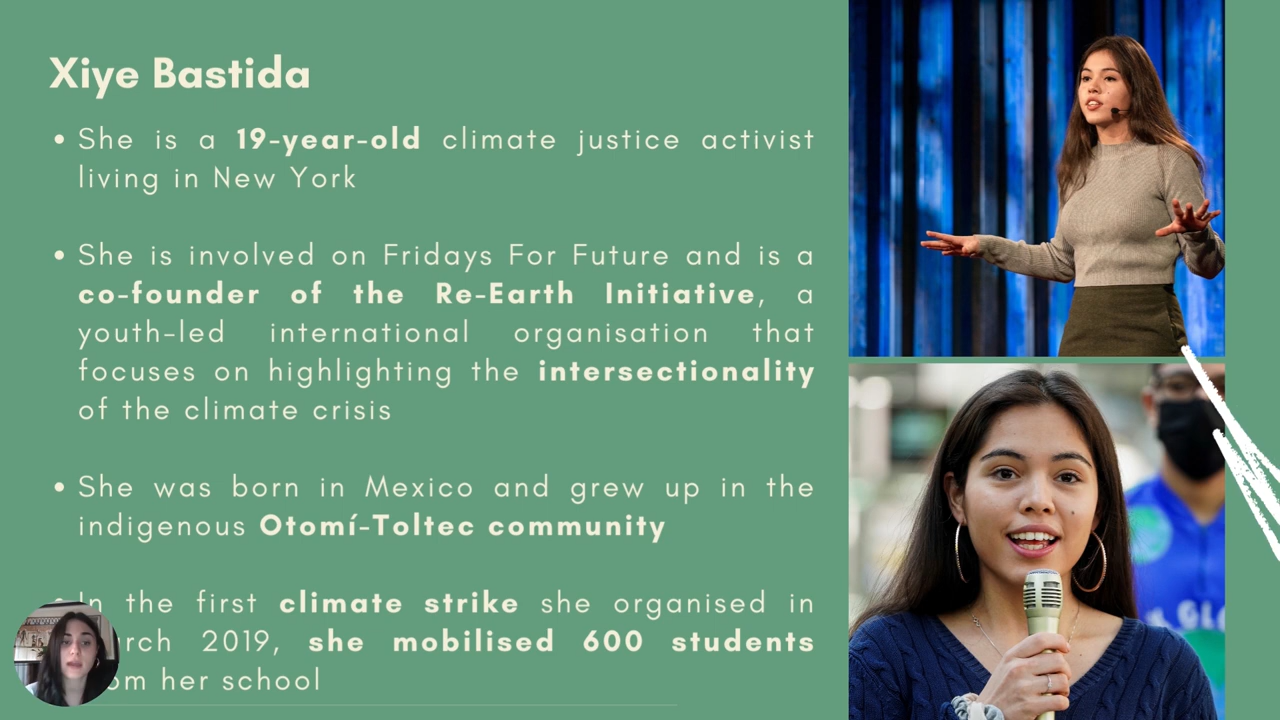 Xiye Bastida
• She is a 19-year-old climate justice activist
living in New York
• She is involved on Fridays For Future and is a
co-founder of the Re-Earth Initiative, a
youth-led international organisation that
focuses on highlighting the intersectionality
of the climate crisis
• She was born in Mexico and grew up in the
indigenous Otomí-Toltec community
• In the first climate strike she organised in
March 2019, she mobilised 600 students
from her school